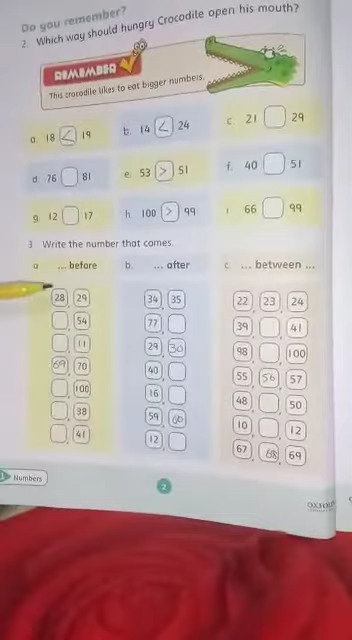 Do you remember?
2. Which way should hungry Crocodile open his mouth?
REMEMBER
This crocodile likes to eat bigger numbers.
a. 18 < 19 b. 14 < 24 c. 21 29
d. 76 81 e. 53 > 51 f. 40 51
g. 12 17 h. 100 > 99 i. 66 99
3 Write the number that comes.
a ... before b. ... after c. ... between ...
28, 29 34, 35 22, 23, 24
, 54 77, 39, , 41
, 11 29, 30 98, , 100
69, 70 40, 55, 56, 57
, 100 16, 48, , 50
, 38 59, 60 10, , 12
, 41 12, 67, 68, 69
1 Numbers
2